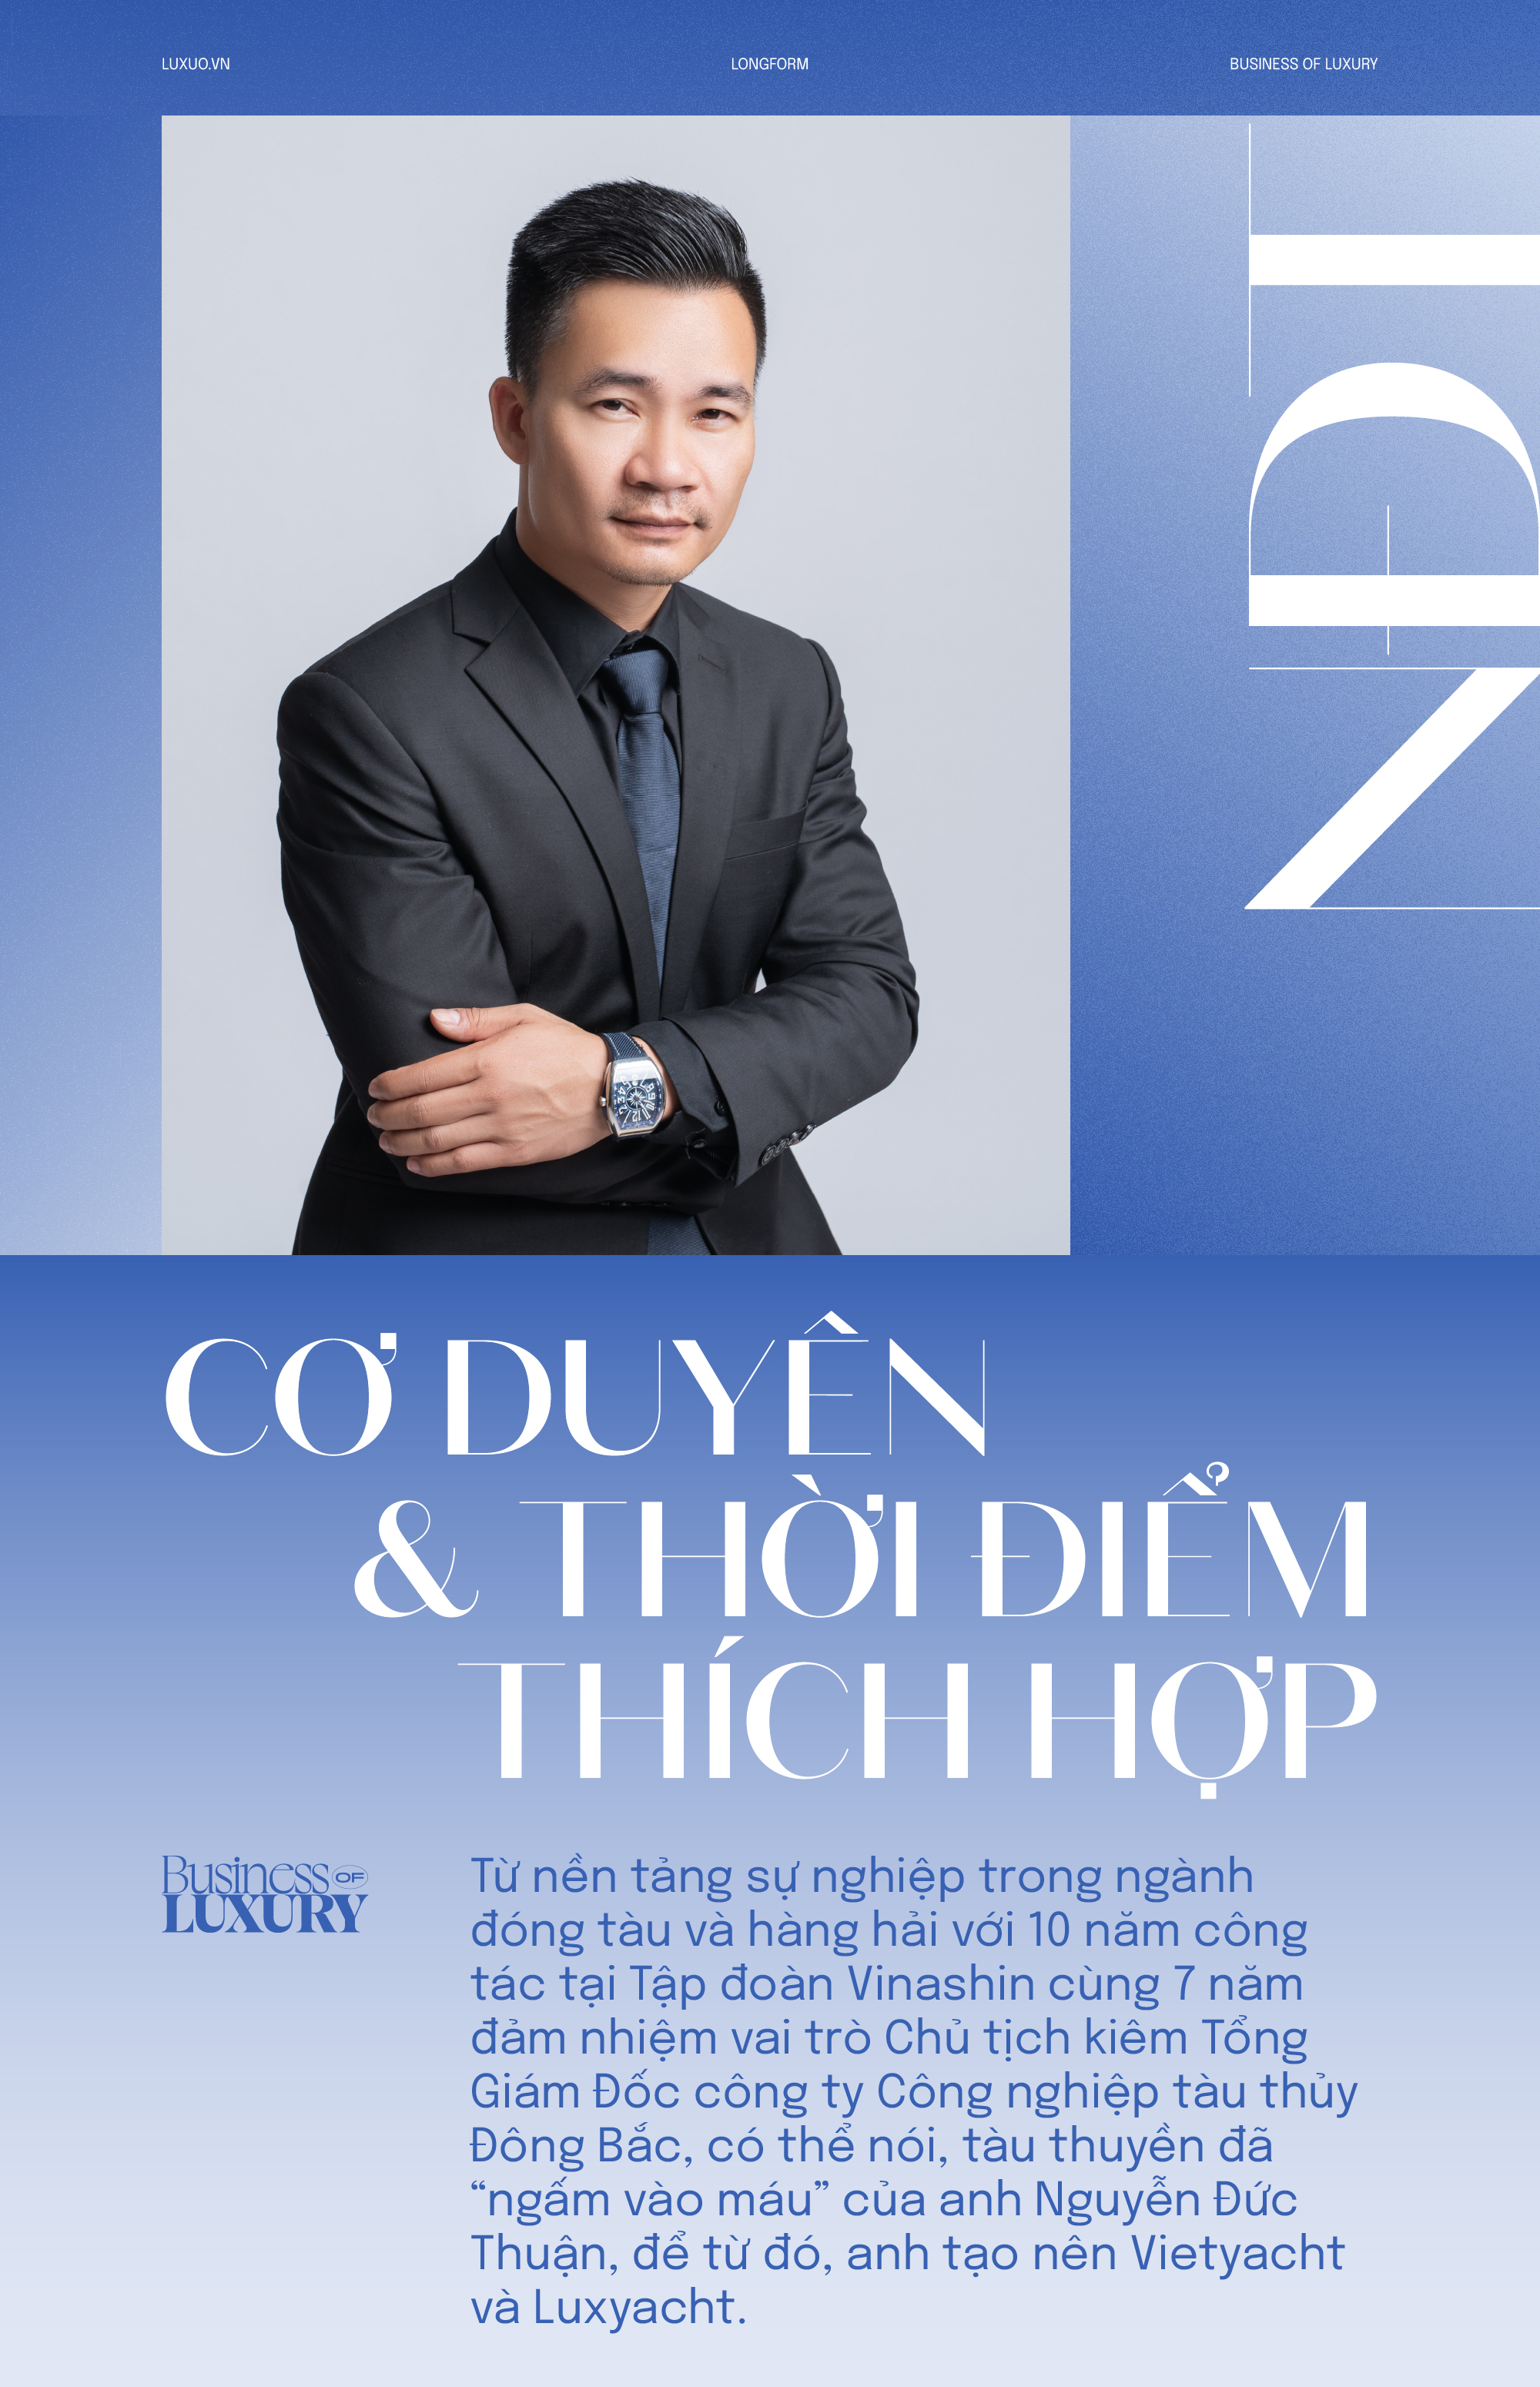 LUXUO.VN
LONGFORM
BUSINESS OF LUXURY
NĐT
CƠ DUYÊN
& THỜI ĐIỂM
THÍCH HỢP
Business OF
LUXURY
Từ nền tảng sự nghiệp trong ngành
đóng tàu và hàng hải với 10 năm công
tác tại Tập đoàn Vinashin cùng 7 năm
đảm nhiệm vai trò Chủ tịch kiêm Tổng
Giám Đốc công ty Công nghiệp tàu thủy
Đông Bắc, có thể nói, tàu thuyền đã
“ngấm vào máu” của anh Nguyễn Đức
Thuận, để từ đó, anh tạo nên Vietyacht
và Luxyacht.